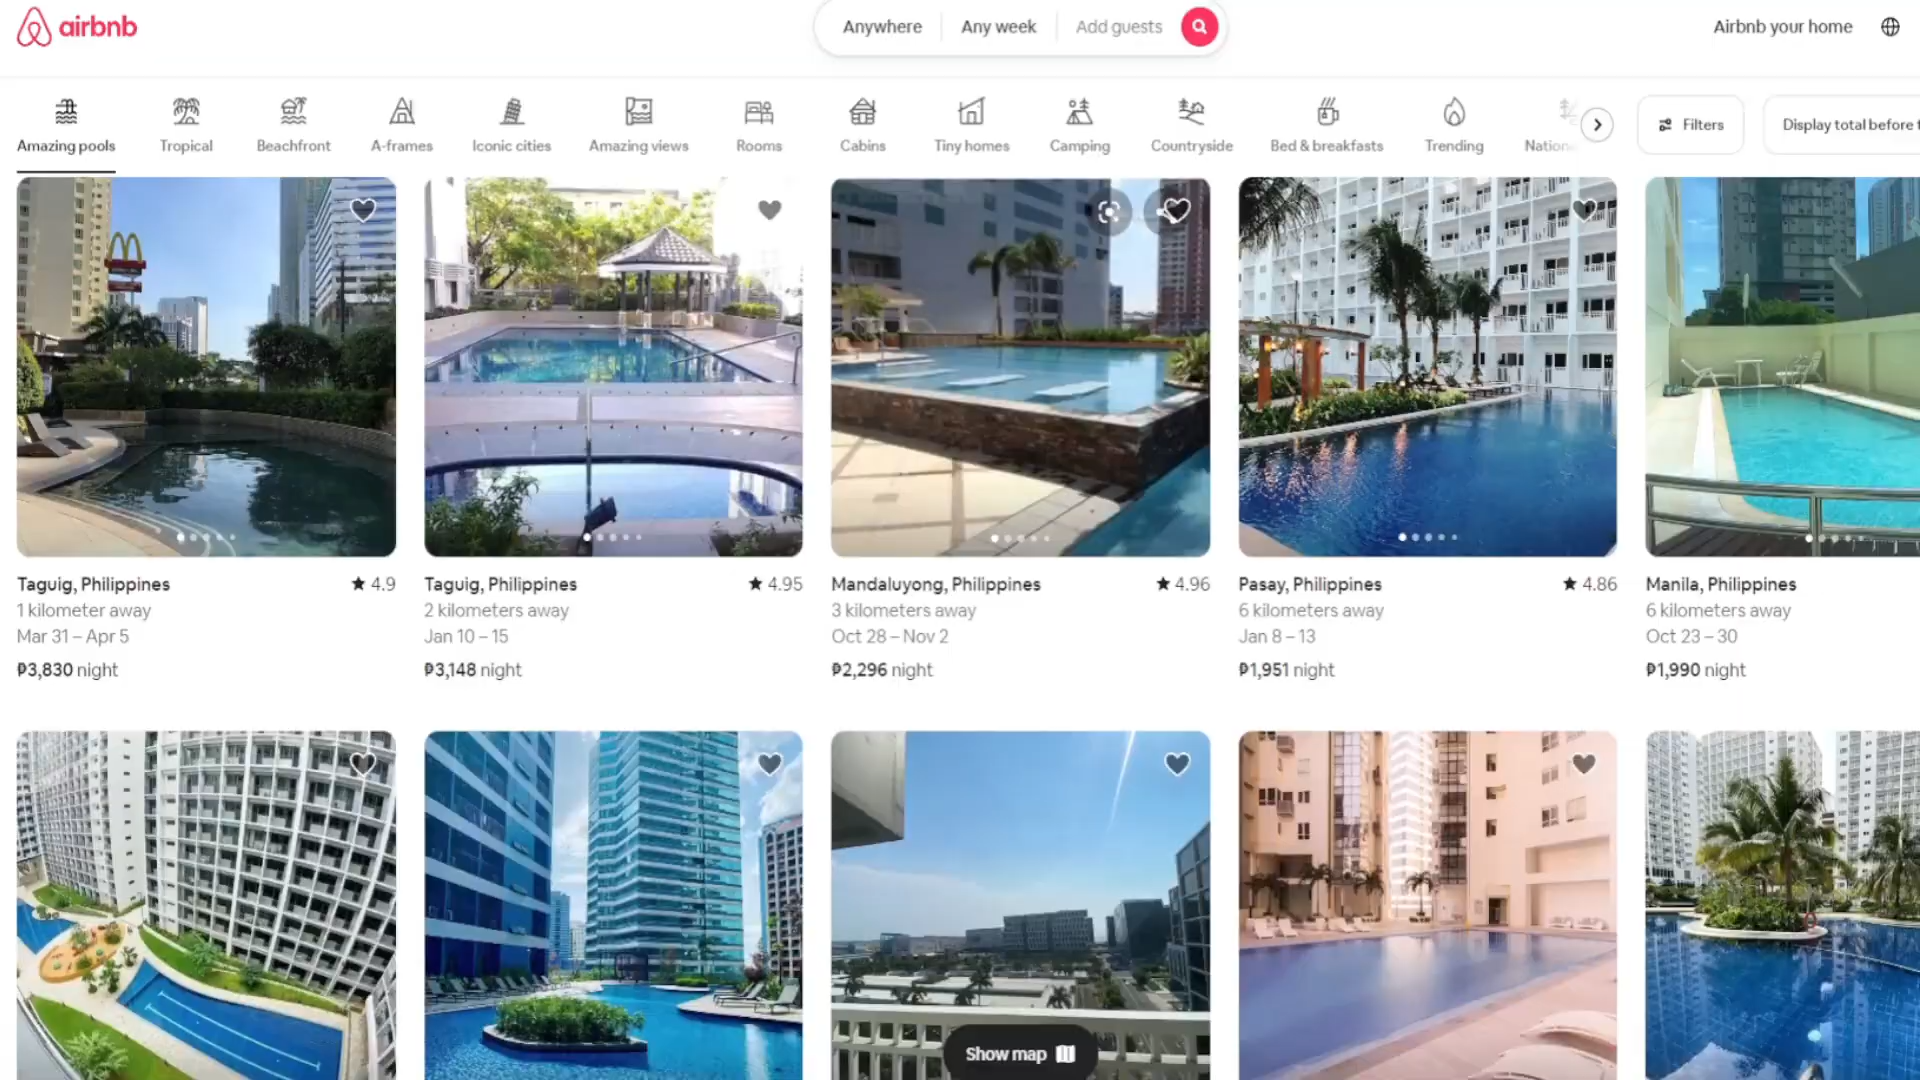 airbnb
Anywhere
Any week
Add guests
Airbnb your home
Amazing pools
Tropical
Beachfront
A-frames
Iconic cities
Amazing views
Rooms
Cabins
Tiny homes
Camping
Countryside
Bed & breakfasts
Trending
Filters
Display total before
Taguig, Philippines
★ 4.9
1 kilometer away
Mar 31 – Apr 5
₱3,830 night
Taguig, Philippines
★ 4.95
2 kilometers away
Jan 10 – 15
₱3,148 night
Mandaluyong, Philippines
★ 4.96
3 kilometers away
Oct 28 – Nov 2
₱2,296 night
Pasay, Philippines
★ 4.86
6 kilometers away
Jan 8 – 13
₱1,951 night
Manila, Philippines
6 kilometers away
Oct 23 – 30
₱1,990 night
Show map